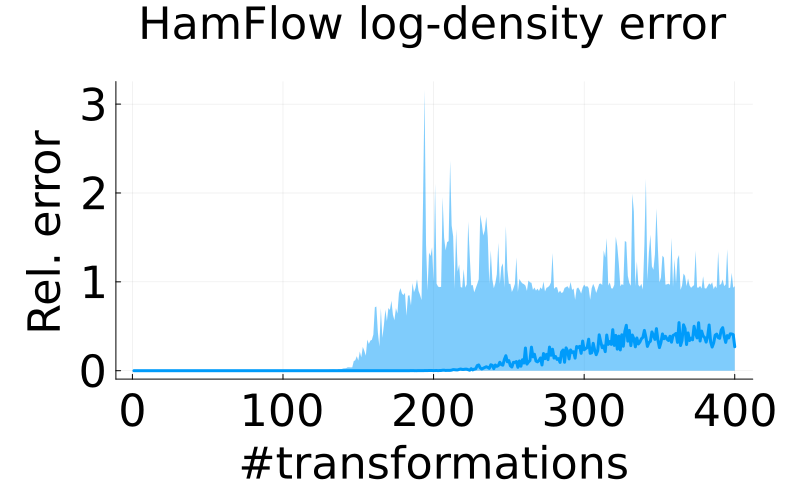 HamFlow log-density error
Rel. error
3
2
1
0
0 100 200 300 400
#transformations